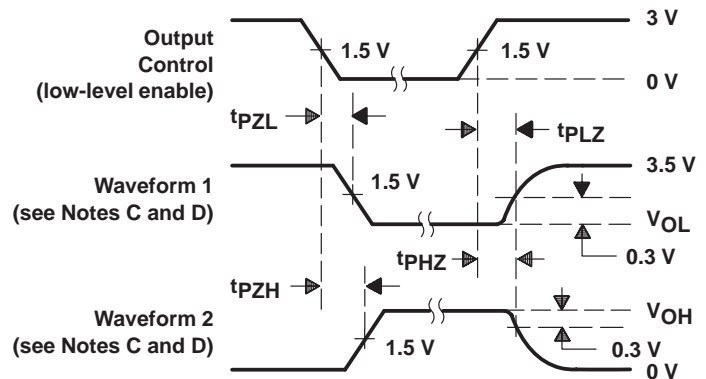 Output
Control
(low-level enable)
1.5 V
1.5 V
3 V
0 V
tPZL
tPLZ
Waveform 1
(see Notes C and D)
1.5 V
3.5 V
VOL
0.3 V
tPHZ
tPZH
Waveform 2
(see Notes C and D)
1.5 V
VOH
0.3 V
0 V